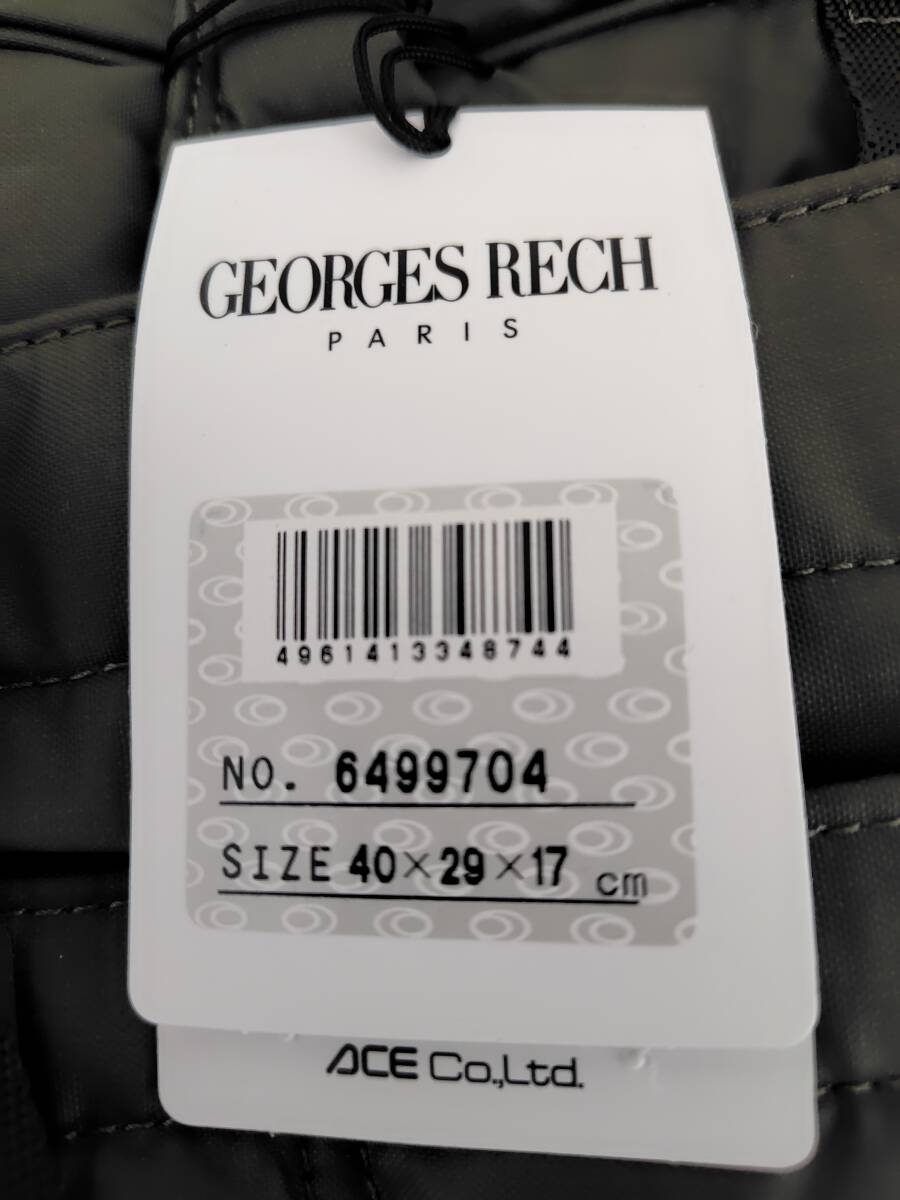 GEORGES RECH
PARIS
4961413348744
NO. 6499704
SIZE 40×29×17 cm
ACE Co.,Ltd.